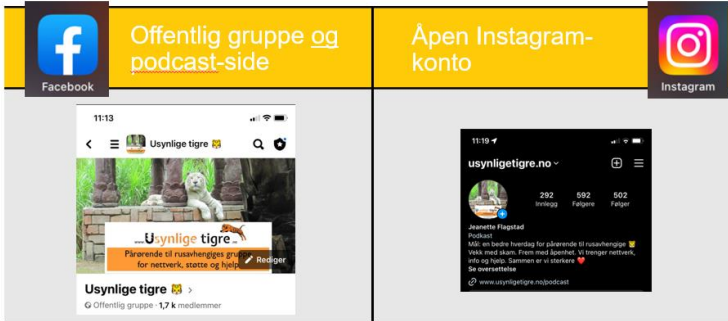 Facebook
Offentlig gruppe og
podcast-side
Åpen Instagram-
konto
Instagram
11:13
Usynlige tigre 🐯
Usynlige tigre
Pårørende til rusavhengiges gruppe
for nettverk, støtte og hjelp
Rediger
Usynlige tigre 🐯 >
Offentlig gruppe · 1,7 k medlemmer
11:19
usynligetigre.no
292 592 502
Innlegg Følgere Følger
Jeanette Flagstad
Podkast
Mål: en bedre hverdag for pårørende til rusavhengige 🐯
Vekk med skam. Frem med åpenhet. Vi trenger nettverk,
info og hjelp. Sammen er vi sterkere ❤️
Se oversettelse
www.usynligetigre.no/podcast